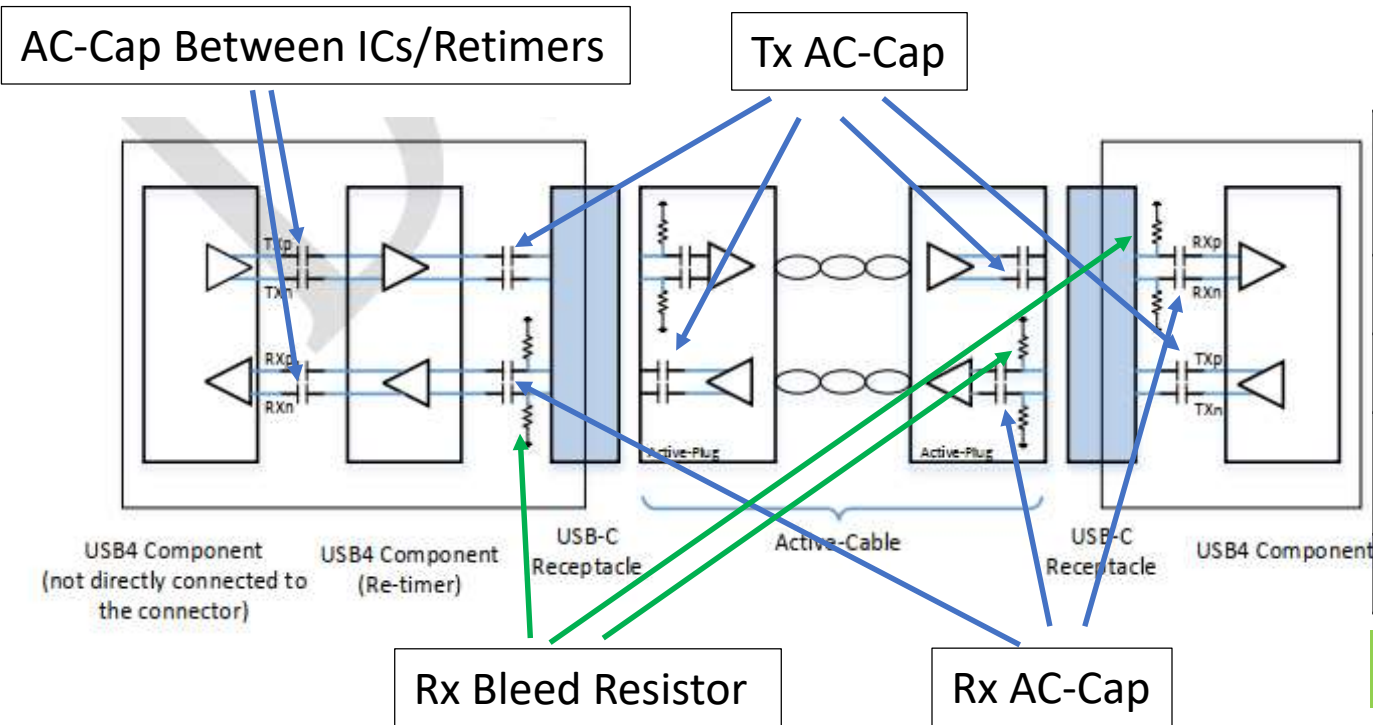 AC-Cap Between ICs/Retimers
Tx AC-Cap
TXp
TXn
RXp
RXn
RXp
RXn
TXp
TXn
Active-Plug
Active-Plug
USB4 Component
(not directly connected to
the connector)
USB4 Component
(Re-timer)
USB-C
Receptacle
Active-Cable
USB-C
Receptacle
USB4 Component
Rx Bleed Resistor
Rx AC-Cap